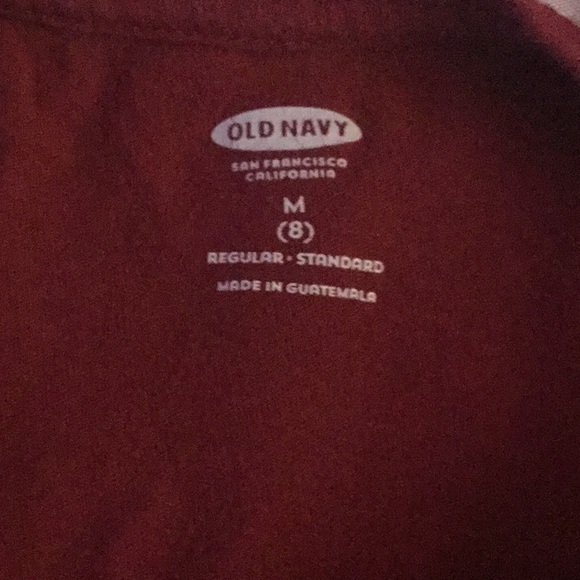 OLD NAVY
SAN FRANCISCO
CALIFORNIA
M
(8)
REGULAR • STANDARD
MADE IN GUATEMALA